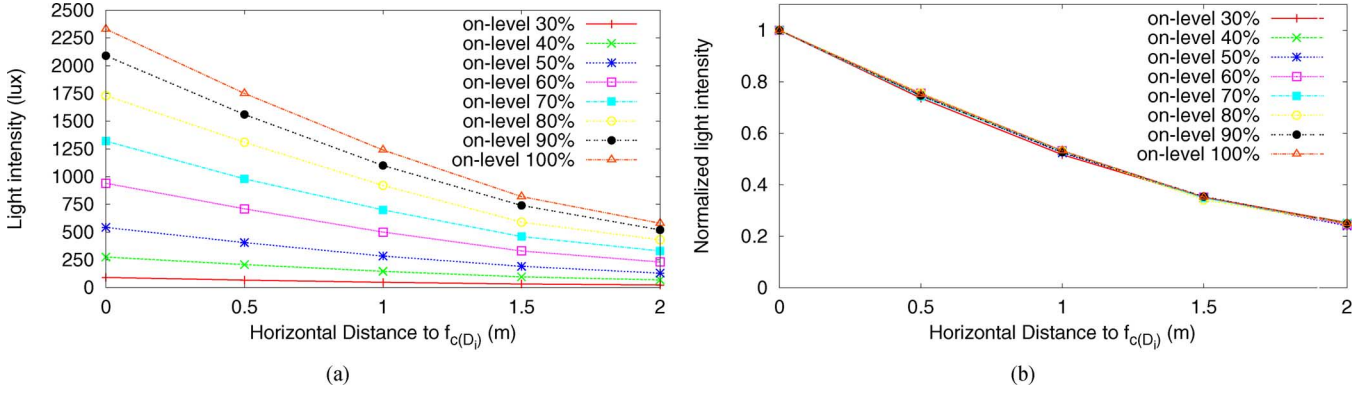 2500
2250
2000
1750
1500
1250
1000
750
500
250
0
Light intensity (lux)
on-level 30%
on-level 40%
on-level 50%
on-level 60%
on-level 70%
on-level 80%
on-level 90%
on-level 100%
0 0.5 1 1.5 2
Horizontal Distance to f_{c(D_i)} (m)
(a)
1
0.8
0.6
0.4
0.2
0
Normalized light intensity
on-level 30%
on-level 40%
on-level 50%
on-level 60%
on-level 70%
on-level 80%
on-level 90%
on-level 100%
0 0.5 1 1.5 2
Horizontal Distance to f_{c(D_i)} (m)
(b)